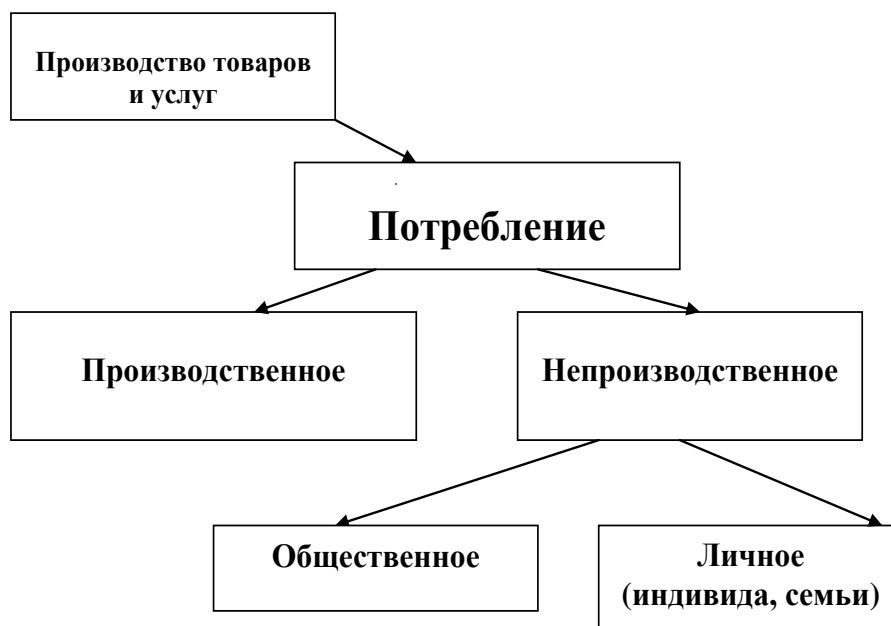 Производство товаров
и услуг
Потребление
Производственное
Непроизводственное
Общественное
Личное
(индивида, семьи)